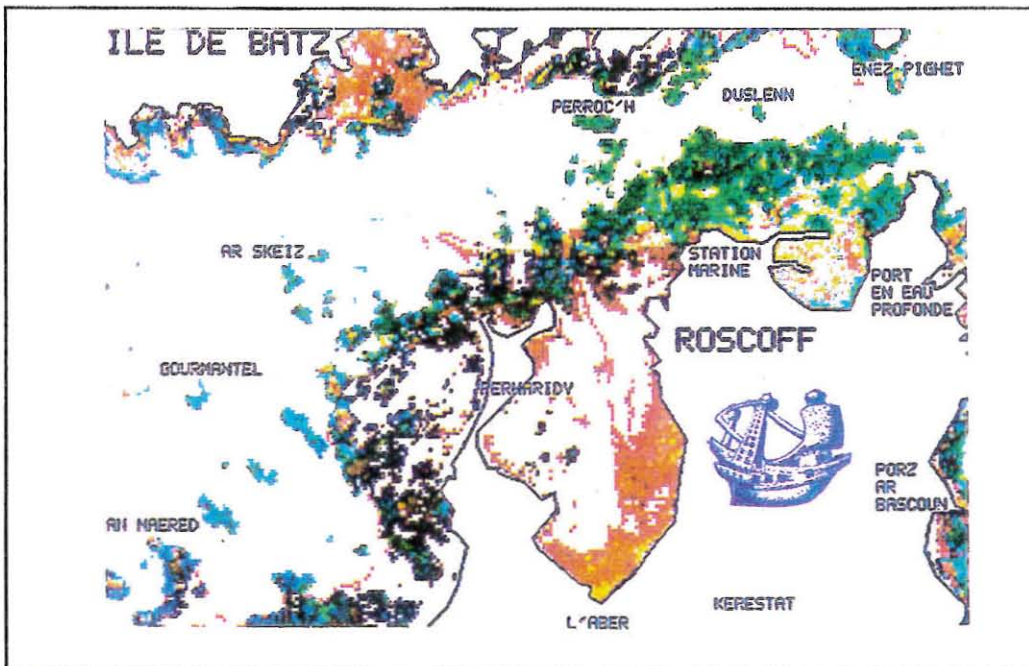 ILE DE BATZ
ENEZ PIGHET
PERROC'H
DUSLENN
AR SKEIZ
STATION
MARINE
PORT
EN EAU
PROFONDE
ROSCOFF
GOURMANTEL
PERHARIDY
PORZ
AR
BASCOUN
AN NAERED
KERESTAT
L'ABER